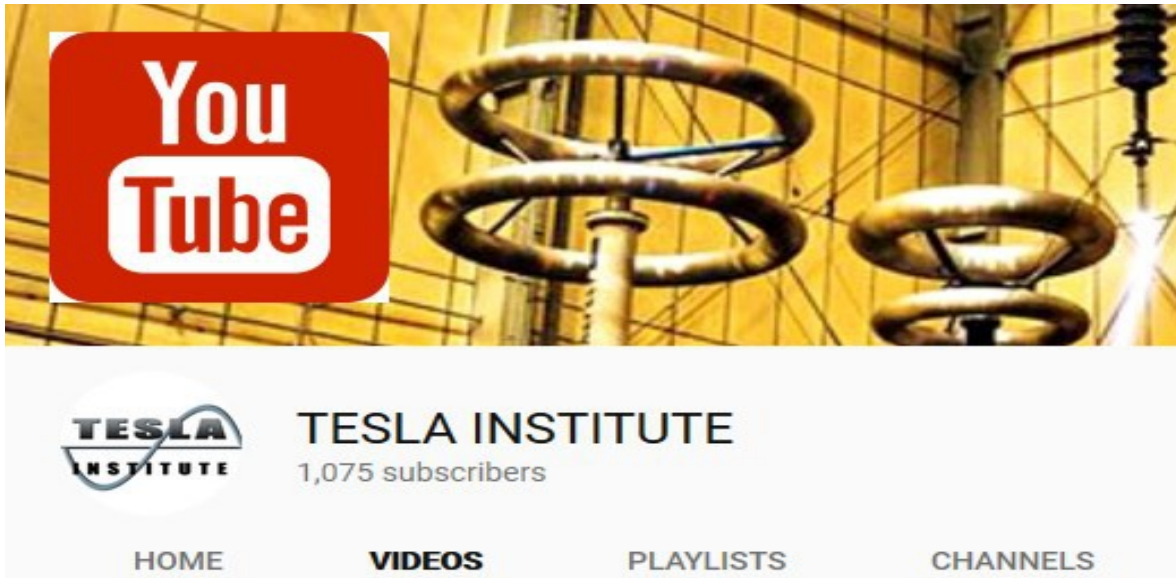 You
Tube
TESLA
INSTITUTE
TESLA INSTITUTE
1,075 subscribers
HOME VIDEOS PLAYLISTS CHANNELS